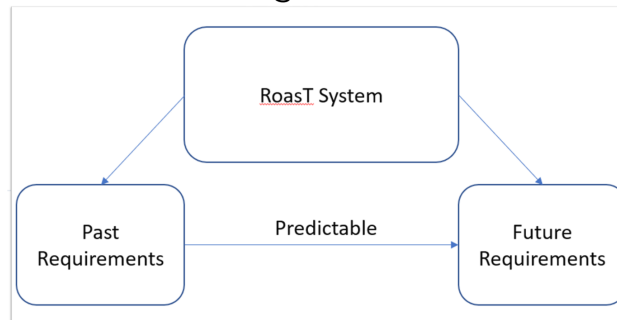 RoasT System
Predictable
Past
Requirements
Future
Requirements